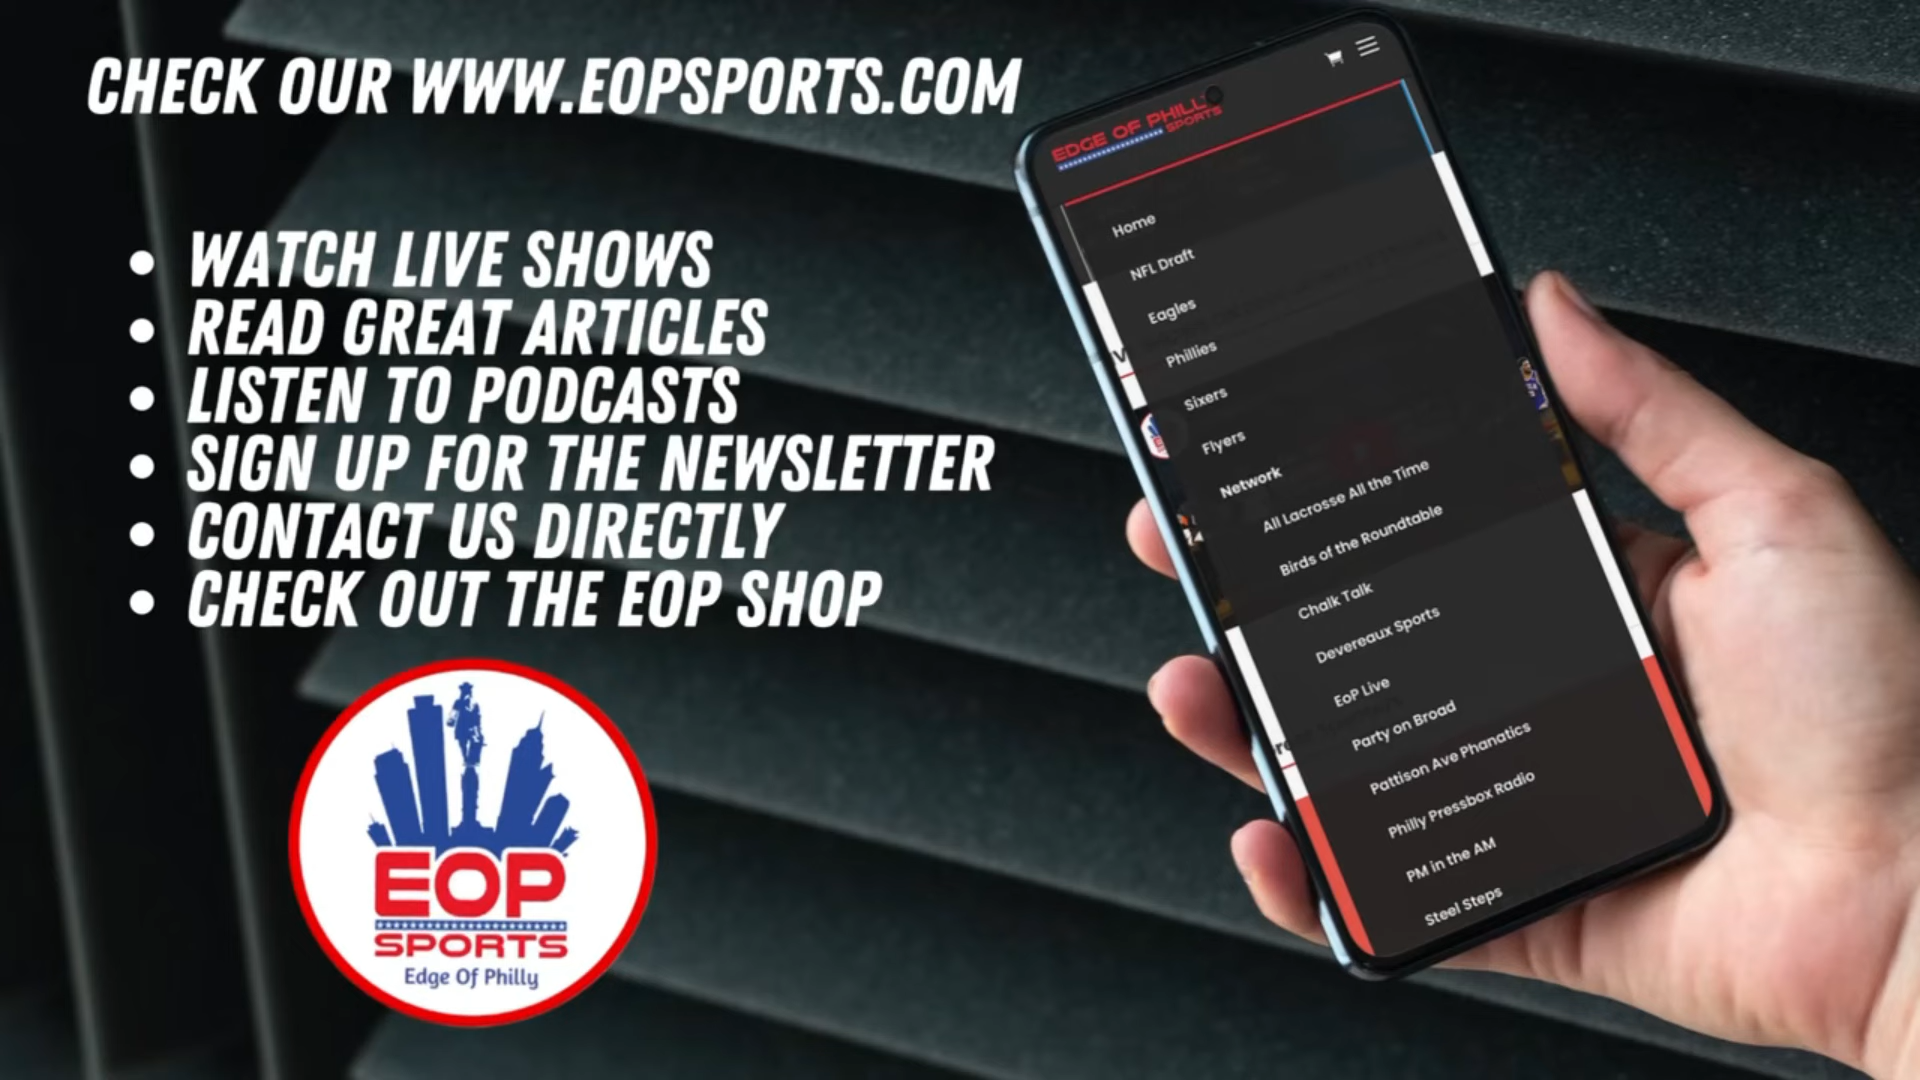 CHECK OUR WWW.EOPSPORTS.COM
WATCH LIVE SHOWS
READ GREAT ARTICLES
LISTEN TO PODCASTS
SIGN UP FOR THE NEWSLETTER
CONTACT US DIRECTLY
CHECK OUT THE EOP SHOP
EOP
SPORTS
Edge Of Philly
EDGE OF PHILLY
SPORTS
Home
NFL Draft
Eagles
Phillies
Sixers
Flyers
Network
All Lacrosse All the Time
Birds of the Roundtable
Chalk Talk
Devereaux Sports
EoP Live
Party on Broad
Pattison Ave Phanatics
Philly Pressbox Radio
PM in the AM
Steel Steps